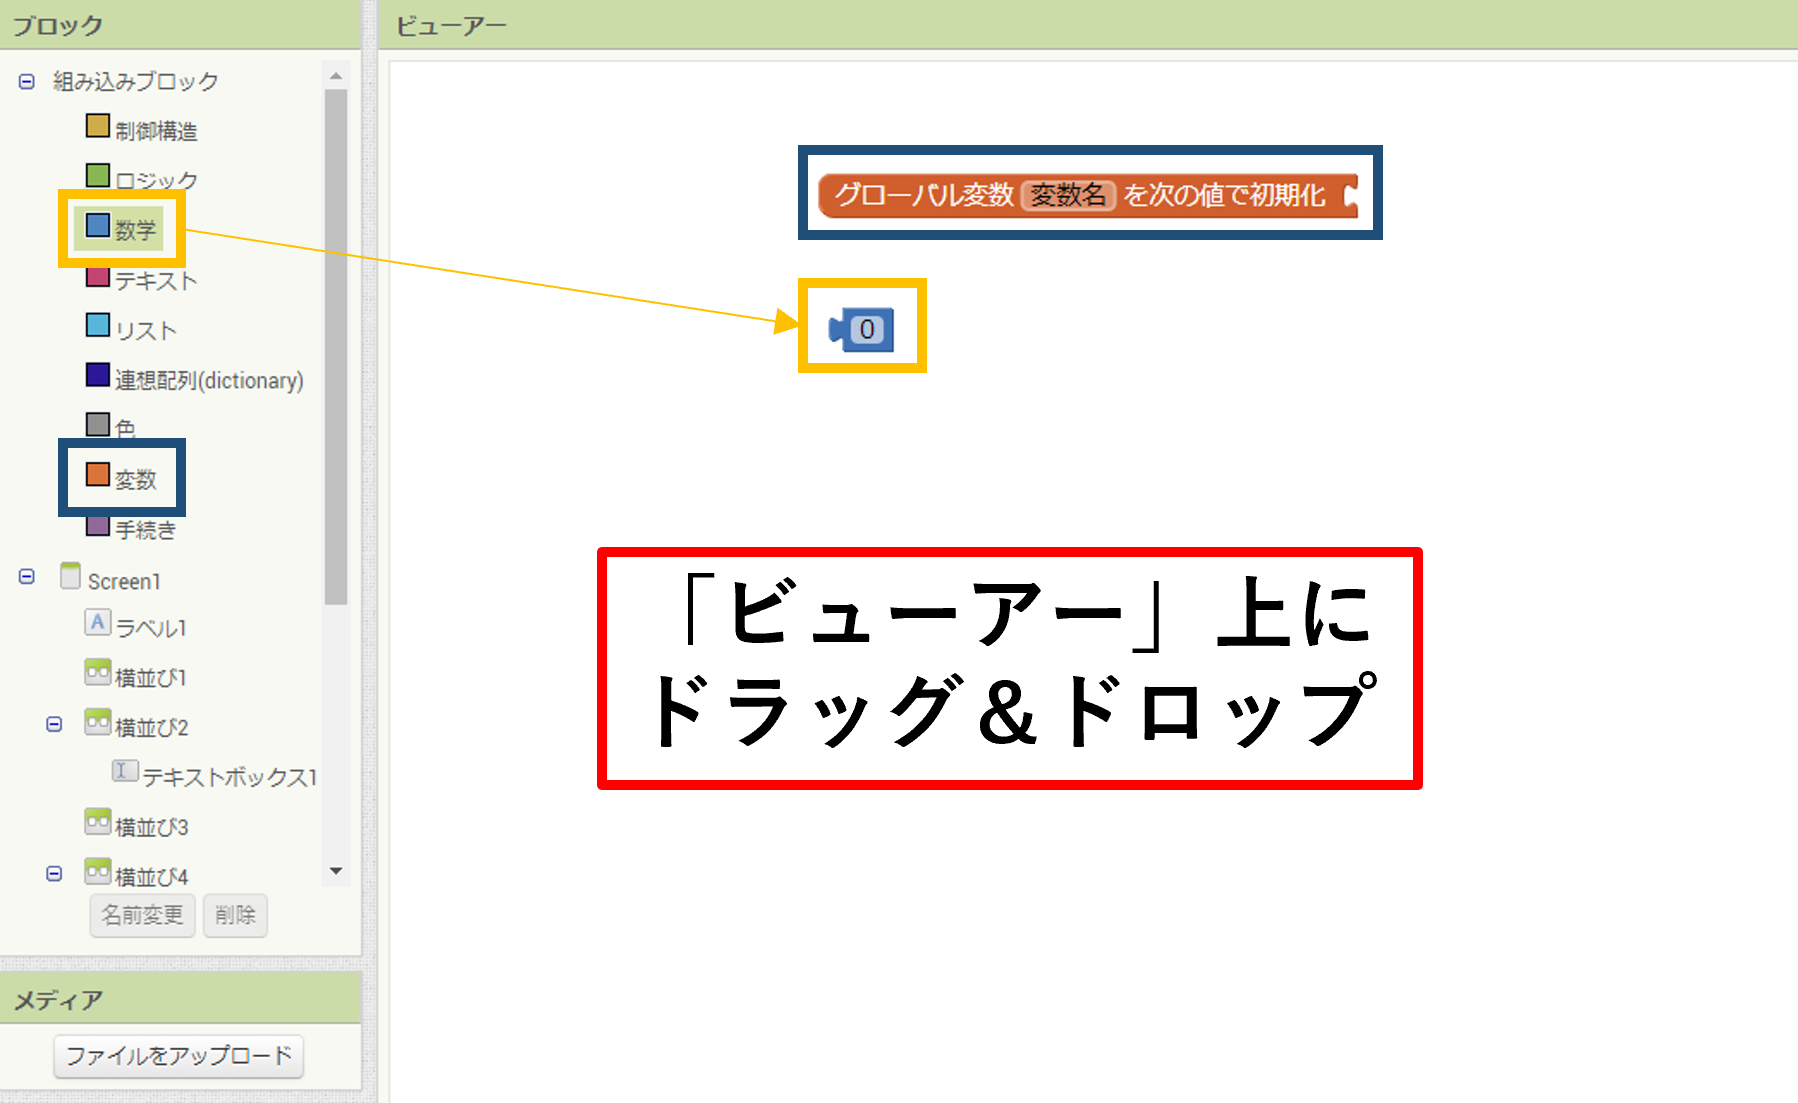 ブロック
組み込みブロック
制御構造
ロジック
数学
テキスト
リスト
連想配列(dictionary)
色
変数
手続き
Screen1
ラベル1
横並び1
横並び2
テキストボックス1
横並び3
横並び4
名前変更 削除
メディア
ファイルをアップロード
ビューアー
グローバル変数 変数名 を次の値で初期化
0
「ビューアー」上に
ドラッグ＆ドロップ